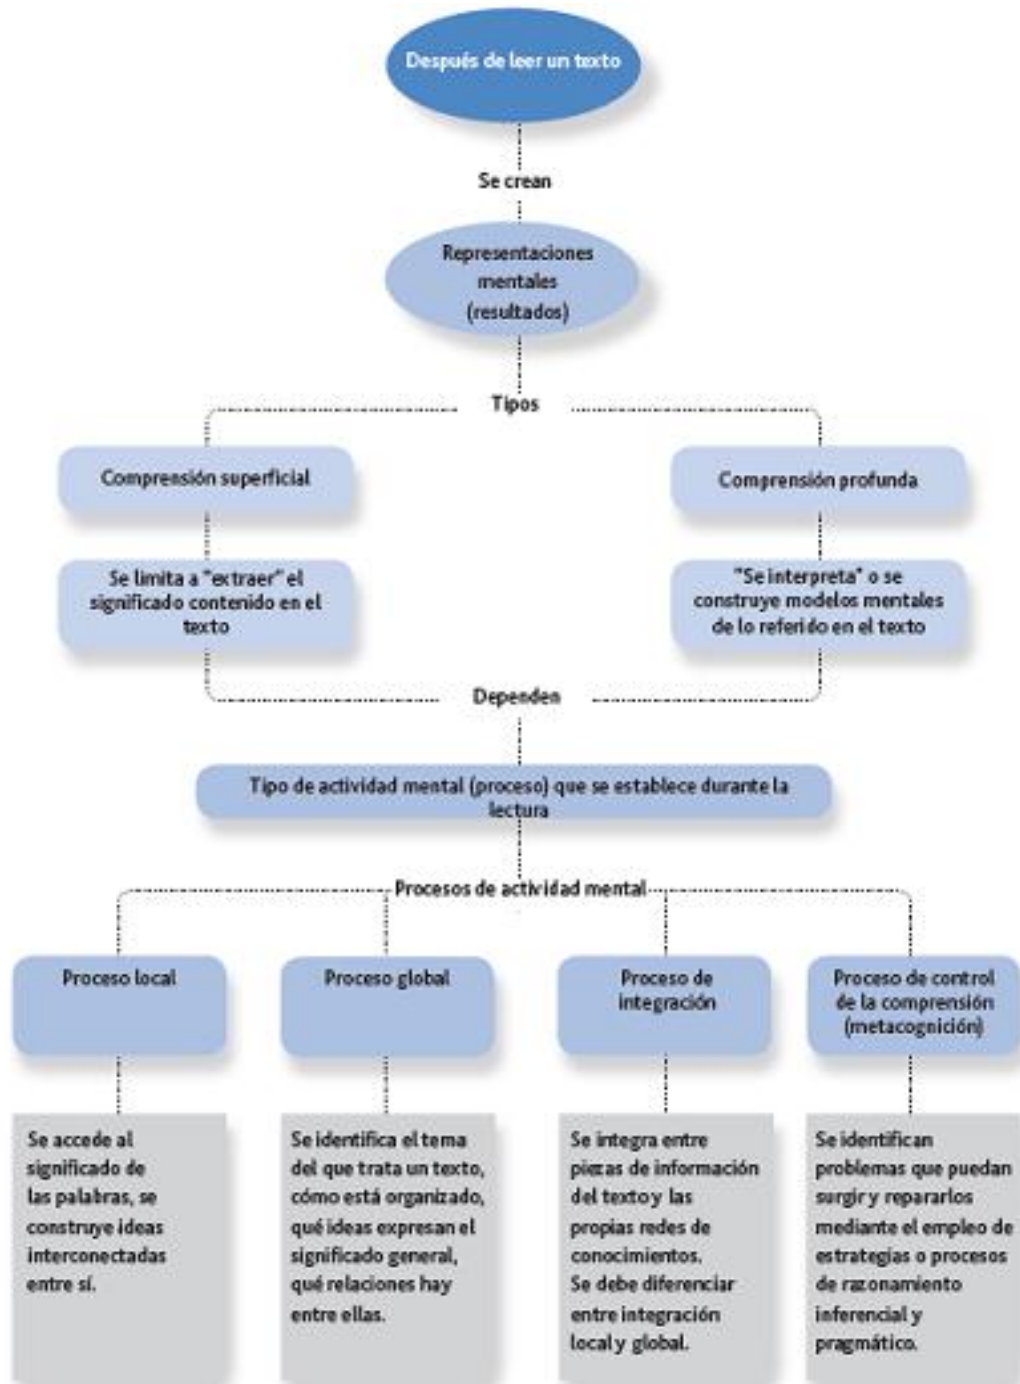 Después de leer un texto
Se crean
Representaciones
mentales
(resultados)
Tipos
Comprensión superficial
Se limita a "extraer" el
significado contenido en el
texto
Comprensión profunda
"Se interpreta" o se
construye modelos mentales
de lo referido en el texto
Dependen
Tipo de actividad mental (proceso) que se establece durante la
lectura
Procesos de actividad mental
Proceso local
Se accede al
significado de
las palabras, se
construye ideas
interconectadas
entre sí.
Proceso global
Se identifica el tema
del que trata un texto,
cómo está organizado,
qué ideas expresan el
significado general,
qué relaciones hay
entre ellas.
Proceso de
integración
Se integra entre
piezas de información
del texto y las
propias redes de
conocimientos.
Se debe diferenciar
entre integración
local y global.
Proceso de control
de la comprensión
(metacognición)
Se identifican
problemas que puedan
surgir y repararlos
mediante el empleo de
estrategias o procesos
de razonamiento
inferencial y
pragmático.